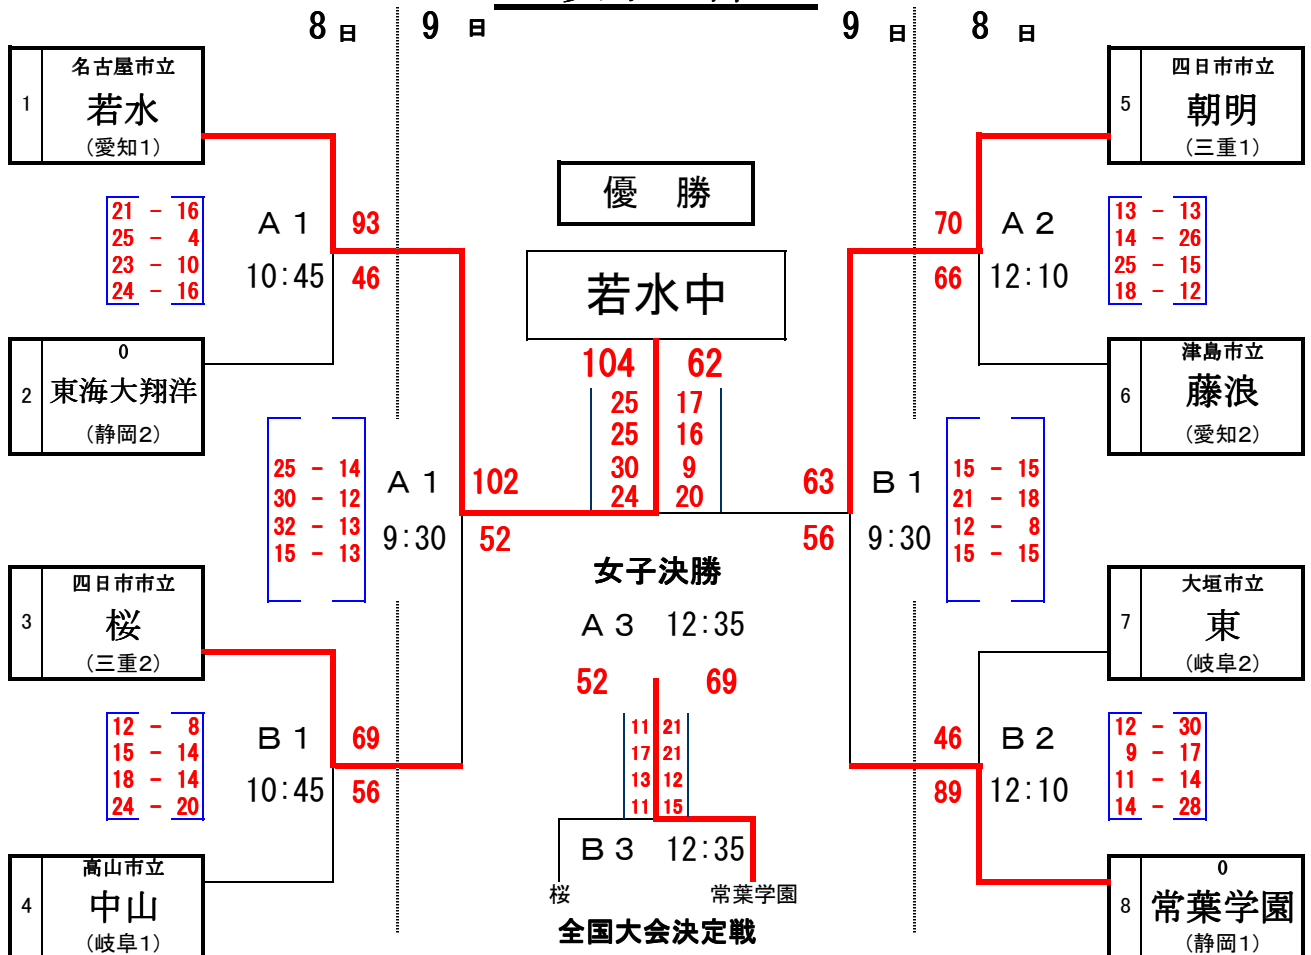 8 日
9 日
9 日
8 日
1
名古屋市立
若水
(愛知1)
21 - 16
25 - 4
23 - 10
24 - 16
A 1
10:45
93
46
2
0
東海大翔洋
(静岡2)
25 - 14
30 - 12
32 - 13
15 - 13
A 1
9:30
102
52
3
四日市市立
桜
(三重2)
12 - 8
15 - 14
18 - 14
24 - 20
B 1
10:45
69
56
4
高山市立
中山
(岐阜1)
優 勝
若水中
104 62
25 17
25 16
30 9
24 20
女子決勝
A 3 12:35
52 69
11 21
17 21
13 12
11 15
B 3 12:35
桜 常葉学園
全国大会決定戦
5
四日市市立
朝明
(三重1)
70
66
A 2
12:10
13 - 13
14 - 26
25 - 15
18 - 12
6
津島市立
藤浪
(愛知2)
63
56
B 1
9:30
15 - 15
21 - 18
12 - 8
15 - 15
7
大垣市立
東
(岐阜2)
46
89
B 2
12:10
12 - 30
9 - 17
11 - 14
14 - 28
8
0
常葉学園
(静岡1)